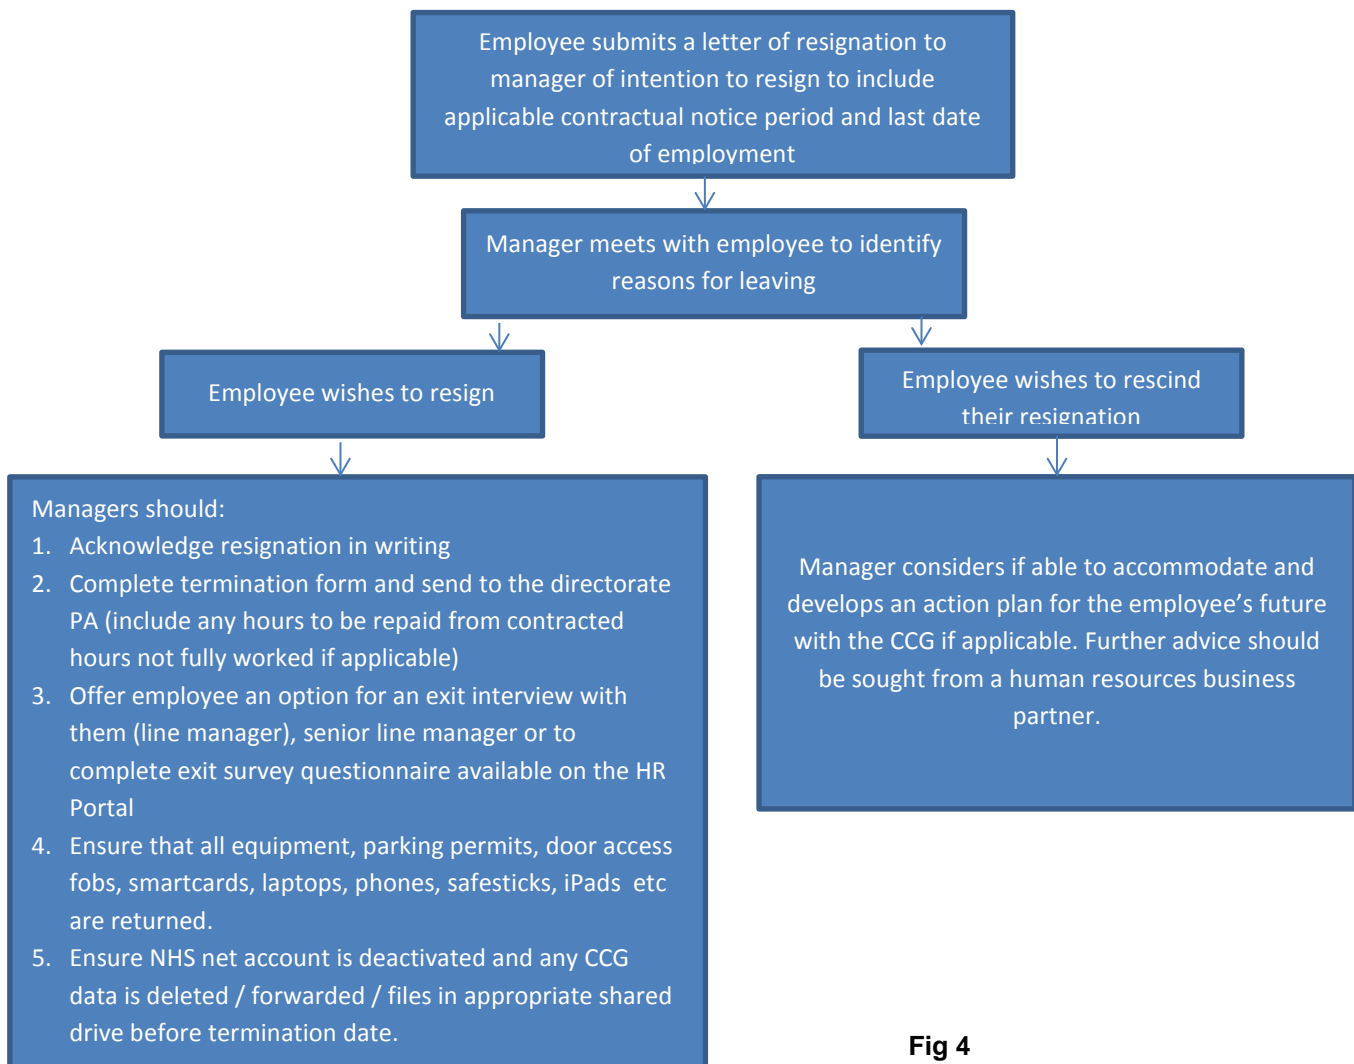 Employee submits a letter of resignation to
manager of intention to resign to include
applicable contractual notice period and last date
of employment
Manager meets with employee to identify
reasons for leaving
Employee wishes to resign
Employee wishes to rescind
their resignation
Managers should:
1. Acknowledge resignation in writing
2. Complete termination form and send to the directorate
PA (include any hours to be repaid from contracted
hours not fully worked if applicable)
3. Offer employee an option for an exit interview with
them (line manager), senior line manager or to
complete exit survey questionnaire available on the HR
Portal
4. Ensure that all equipment, parking permits, door access
fobs, smartcards, laptops, phones, safesticks, iPads  etc
are returned.
5. Ensure NHS net account is deactivated and any CCG
data is deleted / forwarded / files in appropriate shared
drive before termination date.
Manager considers if able to accommodate and
develops an action plan for the employee’s future
with the CCG if applicable. Further advice should
be sought from a human resources business
partner.
Fig 4